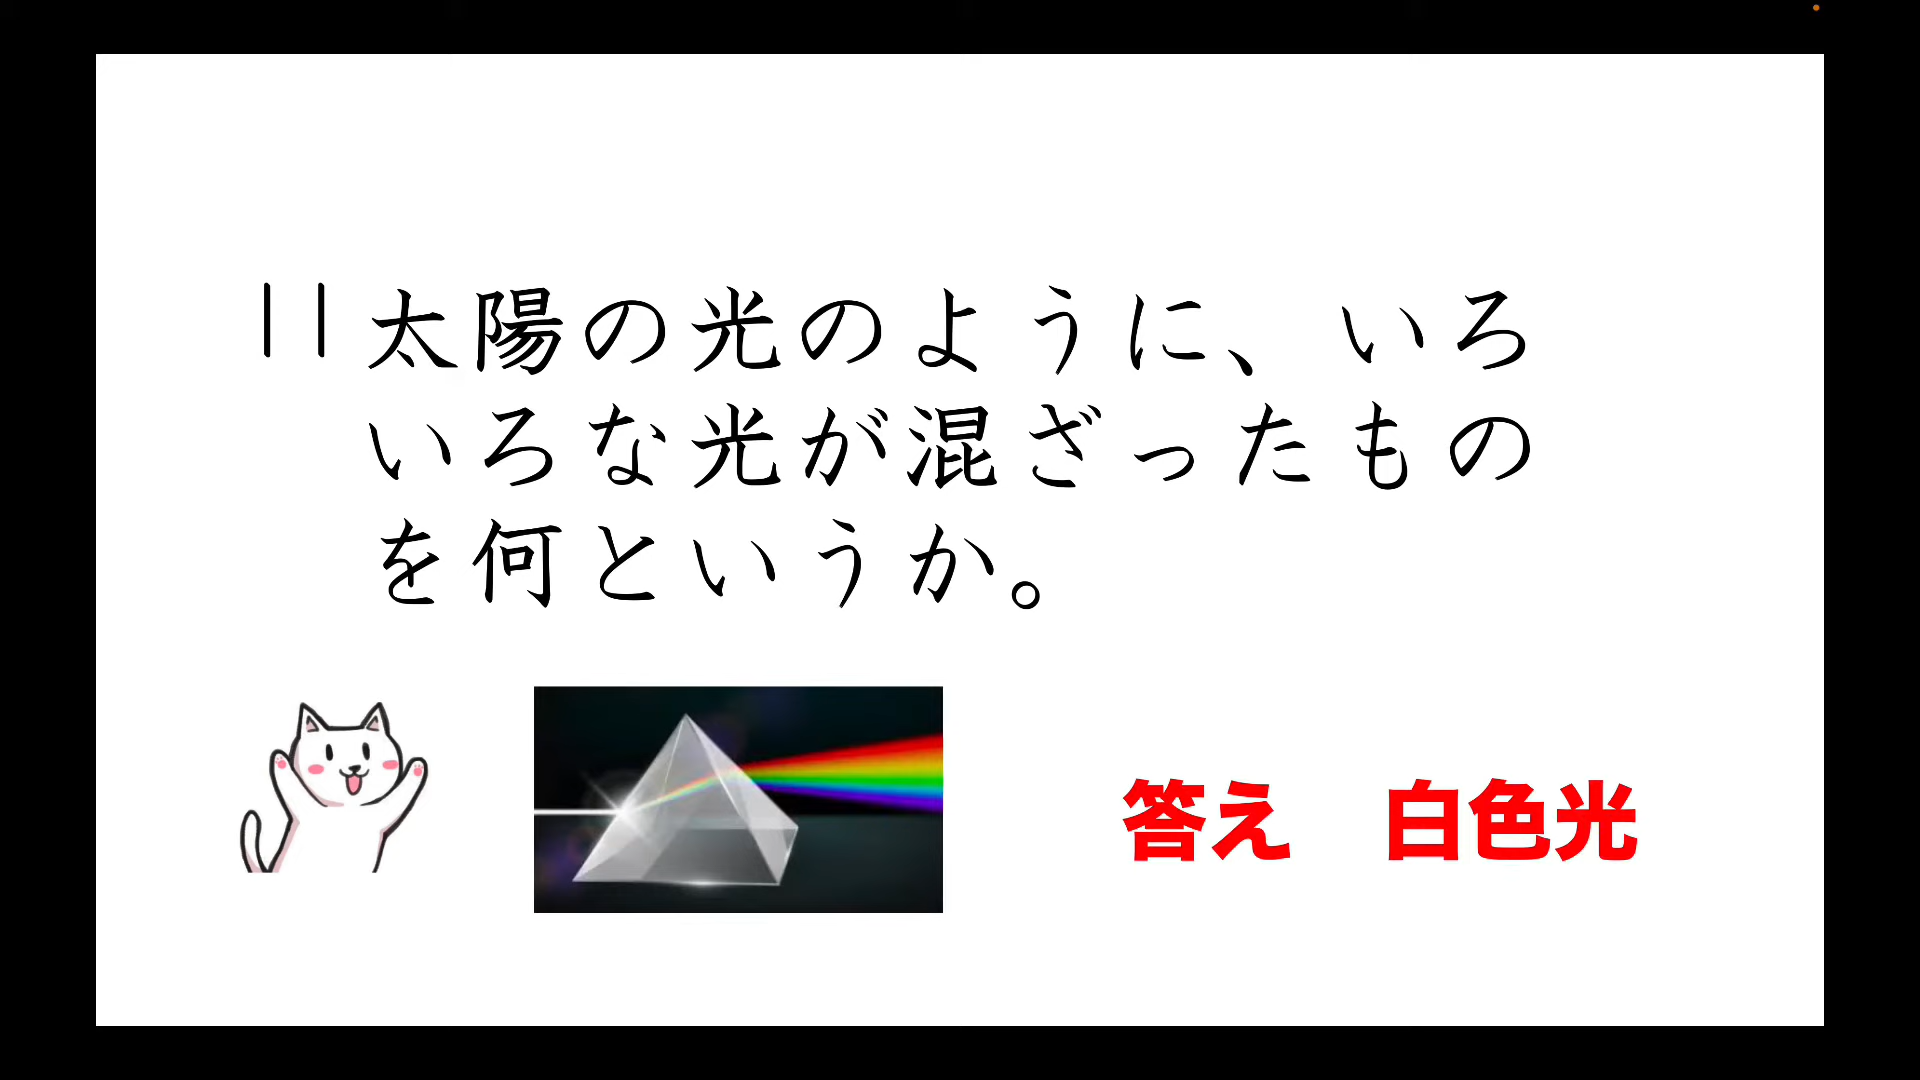 11太陽の光のように、いろ
いろな光が混ざったもの
を何というか。
答え　白色光